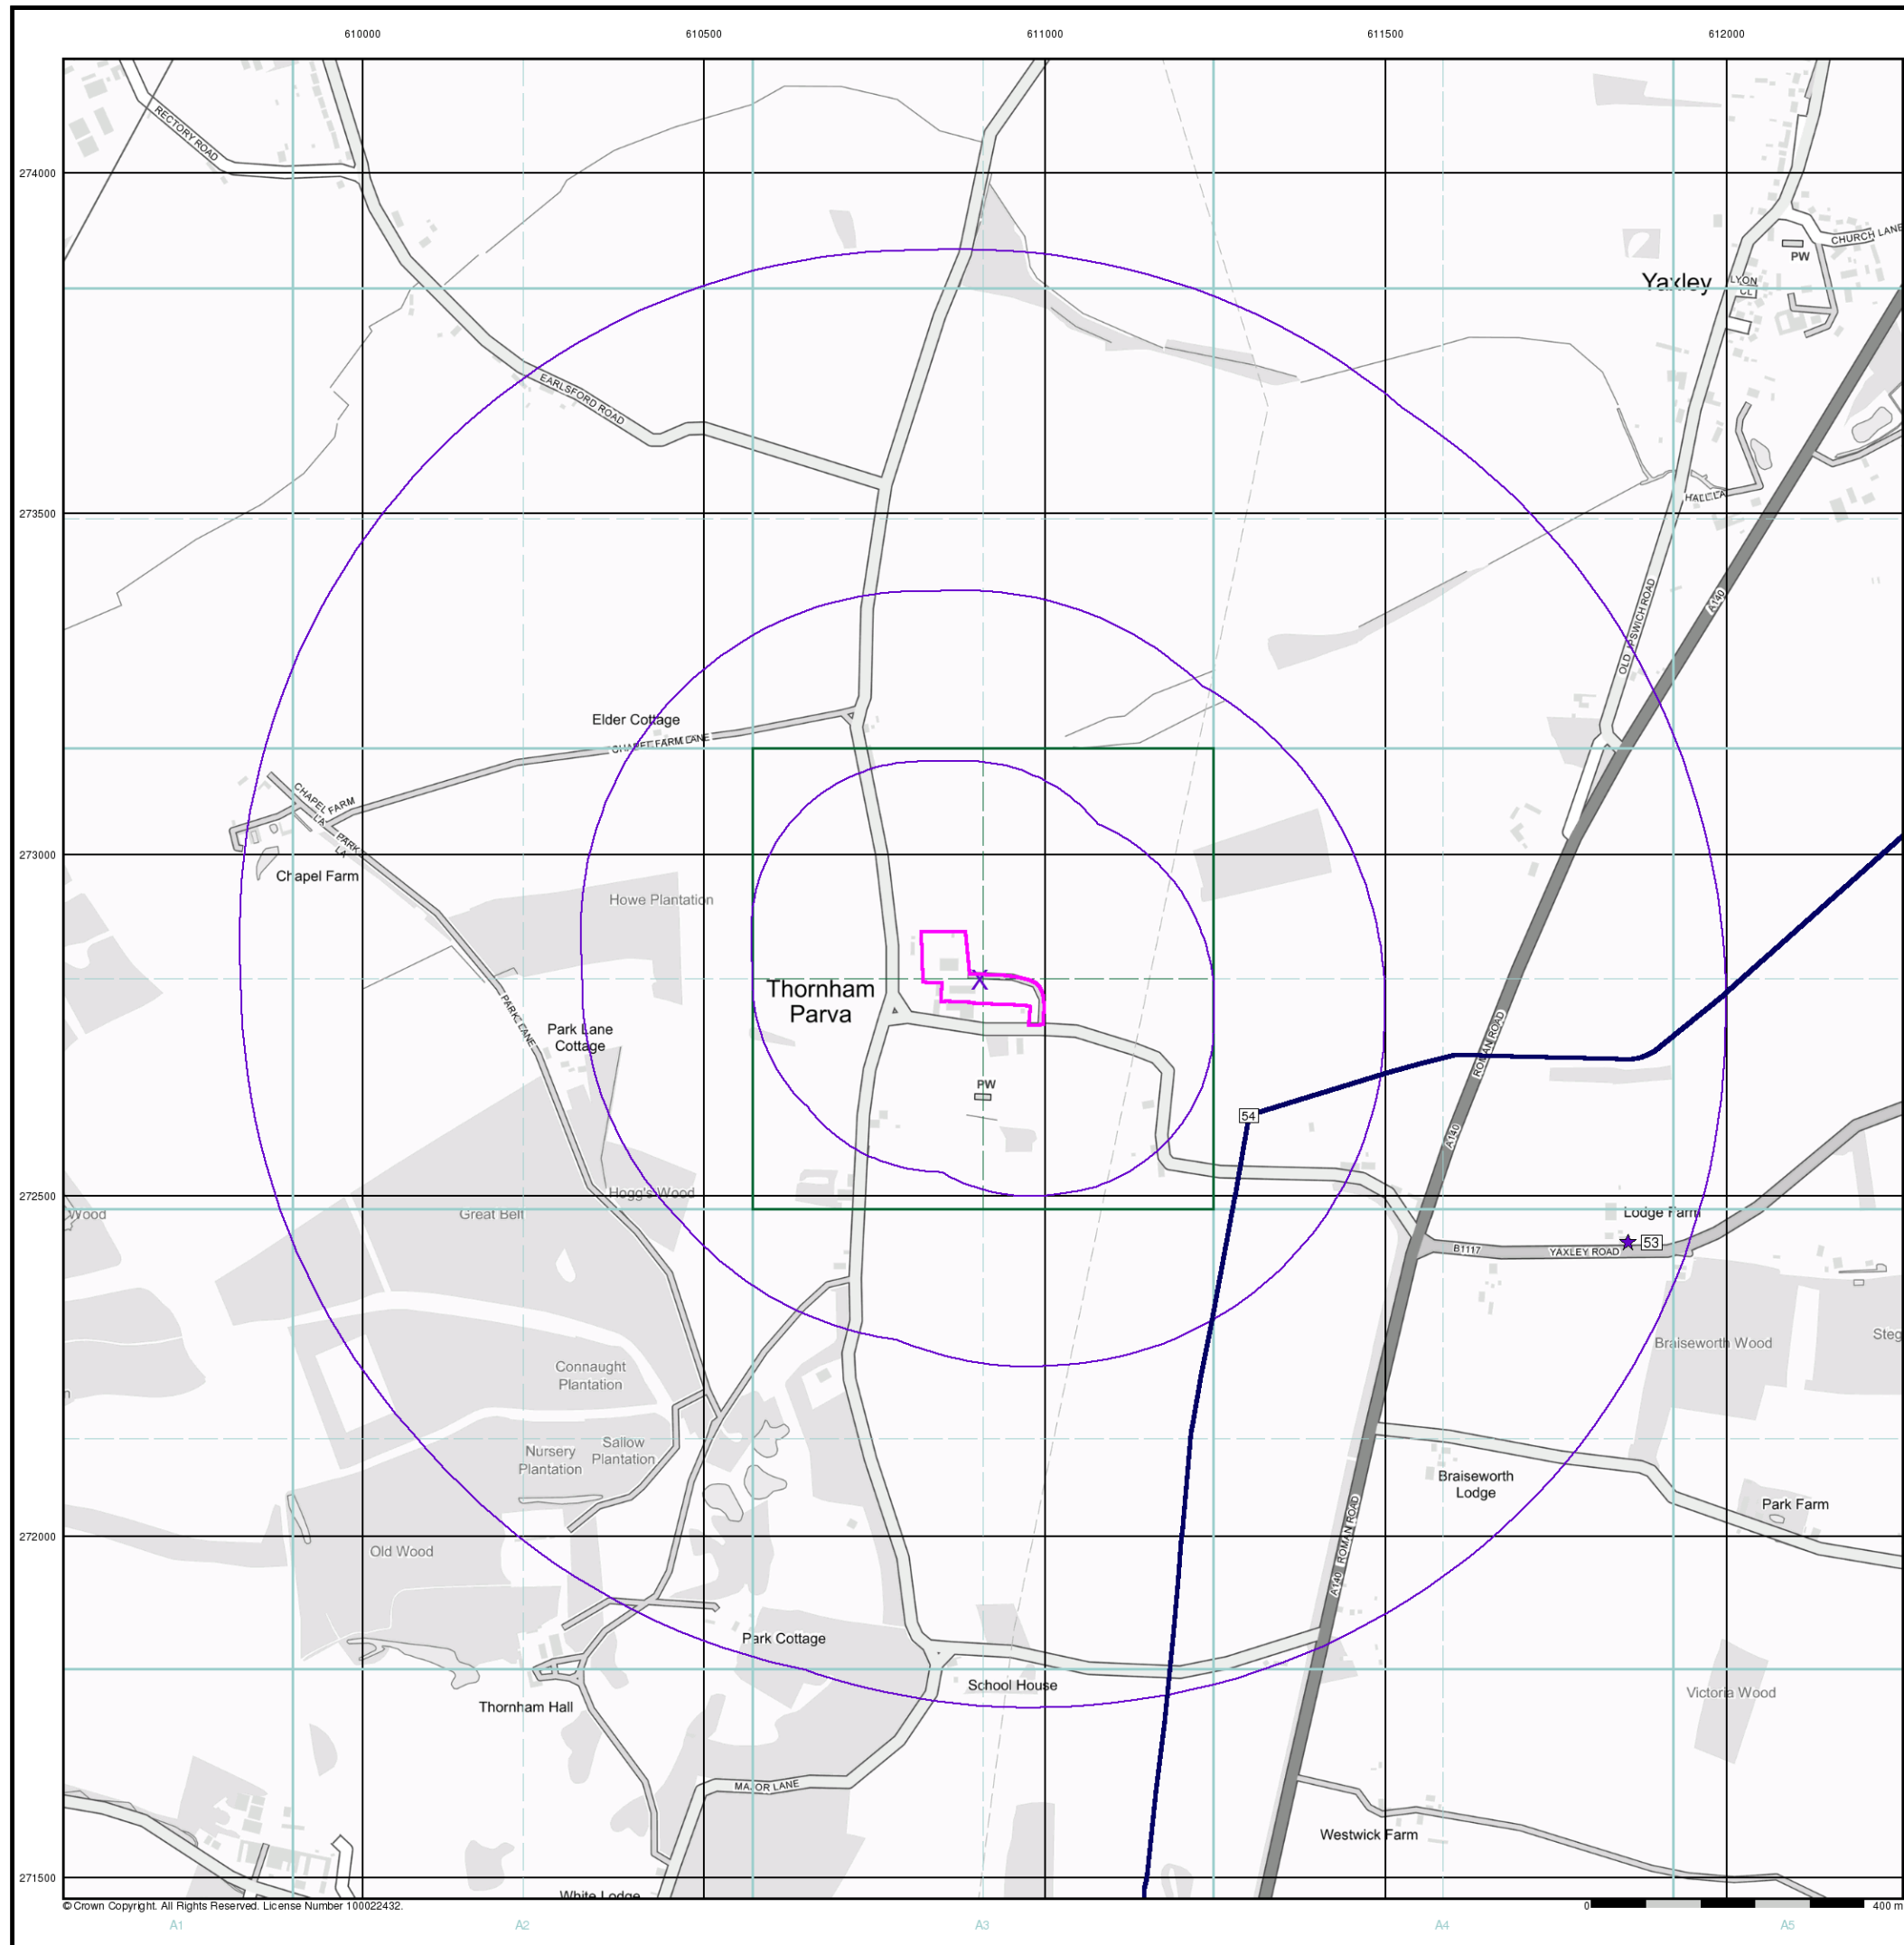 610000
610500
611000
611500
612000
274000
273500
273000
272500
272000
271500
RECTORY ROAD
CHURCH LANE
PW
Yaxley
LYON
CL
EARLSFORD ROAD
HALL LA
OLD IPSWICH ROAD
A140
Elder Cottage
CHAPEL FARM LANE
CHAPEL FARM
LA
PARK
LA
Chapel Farm
Howe Plantation
Thornham
Parva
X
PARK LANE
Park Lane
Cottage
ROMAN ROAD
PW
54
A140
Hogg's Wood
Great Belt
Wood
Lodge Farm
53
B1117
YAXLEY ROAD
Braiseworth Wood
Steg
Connaught
Plantation
Nursery
Plantation
Sallow
Plantation
Braiseworth
Lodge
Park Farm
Old Wood
A140
ROMAN ROAD
Park Cottage
School House
Thornham Hall
Victoria Wood
MAJOR LANE
Westwick Farm
White Lodge
© Crown Copyright. All Rights Reserved. License Number 100022432.
0
400 m
A1
A2
A3
A4
A5